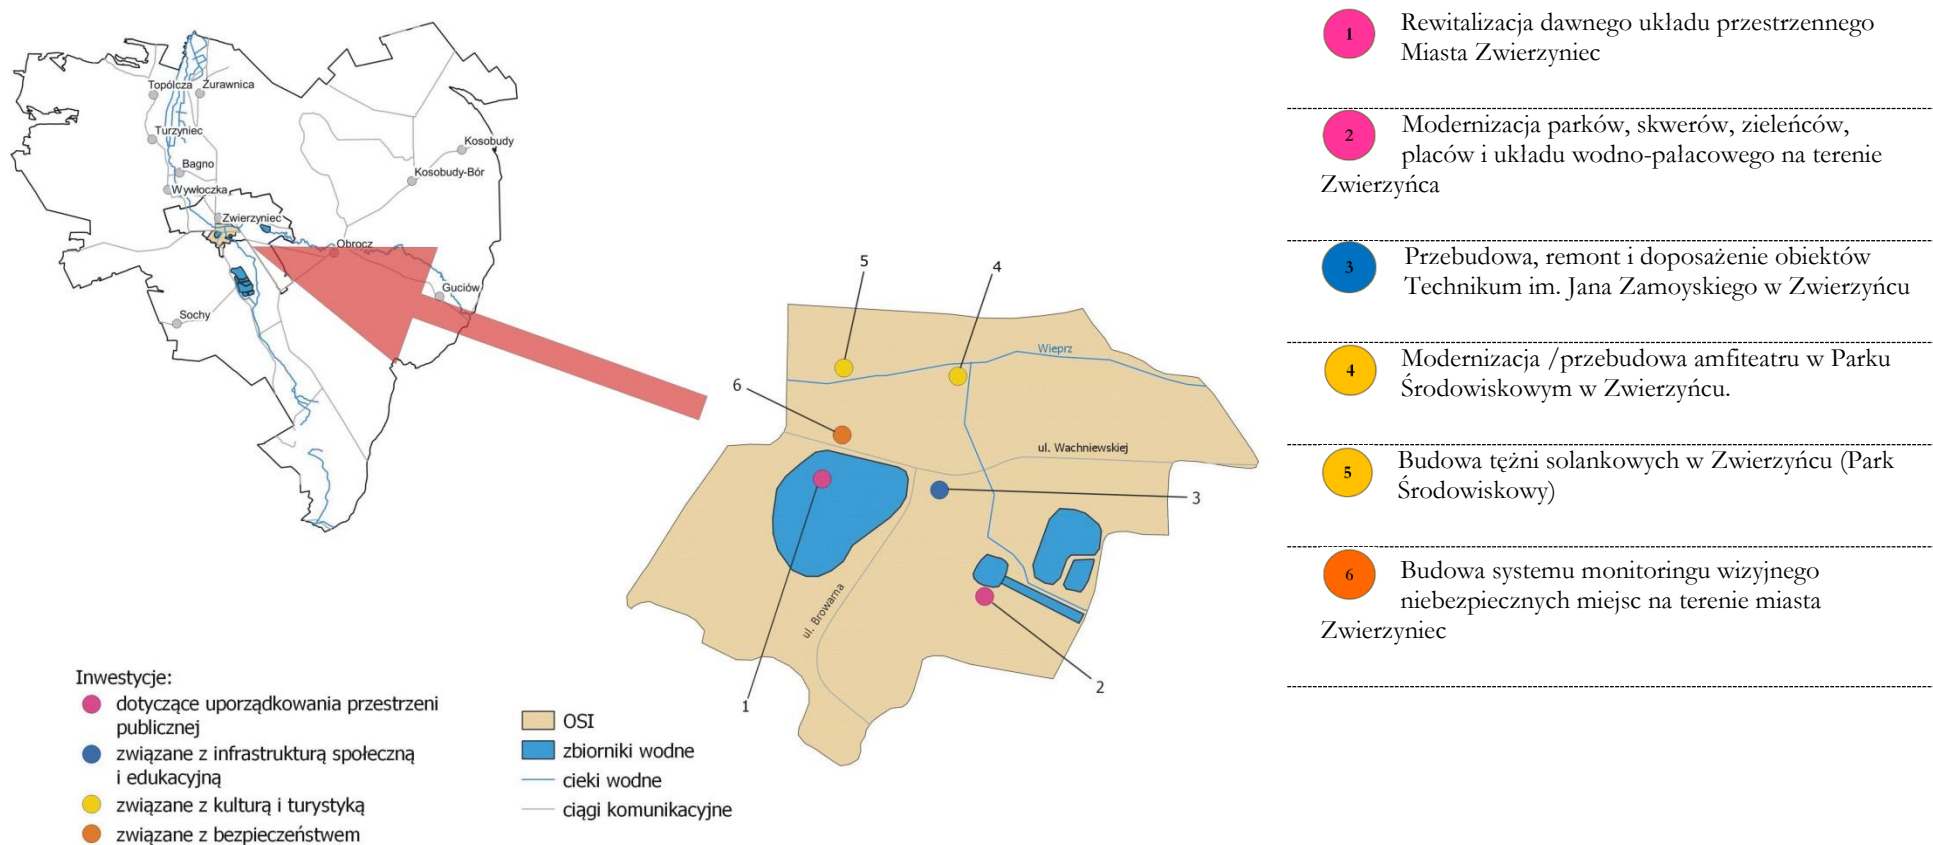 Topólcza
Żurawnica
Turzyniec
Bagno
Wywłoczka
Zwierzyniec
Kosobudy
Kosobudy-Bór
Obrocz
Guciów
Sochy
5
4
6
Wieprz
ul. Wachniewskiej
3
ul. Browarna
1
2
Inwestycje:
dotyczące uporządkowania przestrzeni
publicznej
związane z infrastrukturą społeczną
i edukacyjną
związane z kulturą i turystyką
związane z bezpieczeństwem
OSI
zbiorniki wodne
cieki wodne
ciągi komunikacyjne
1 Rewitalizacja dawnego układu przestrzennego
Miasta Zwierzyniec
2 Modernizacja parków, skwerów, zieleńców,
placów i układu wodno-pałacowego na terenie
Zwierzyńca
3 Przebudowa, remont i doposażenie obiektów
Technikum im. Jana Zamoyskiego w Zwierzyńcu
4 Modernizacja /przebudowa amfiteatru w Parku
Środowiskowym w Zwierzyńcu.
5 Budowa tężni solankowych w Zwierzyńcu (Park
Środowiskowy)
6 Budowa systemu monitoringu wizyjnego
niebezpiecznych miejsc na terenie miasta
Zwierzyniec